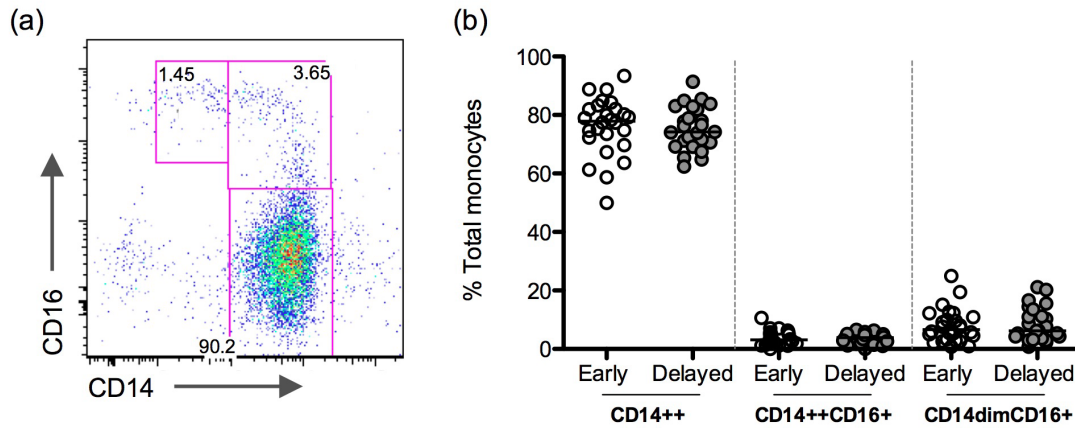 (a)
1.45
3.65
90.2
CD16
CD14
(b)
% Total monocytes
100
80
60
40
20
0
Early Delayed Early Delayed Early Delayed
CD14++ CD14++CD16+ CD14dimCD16+